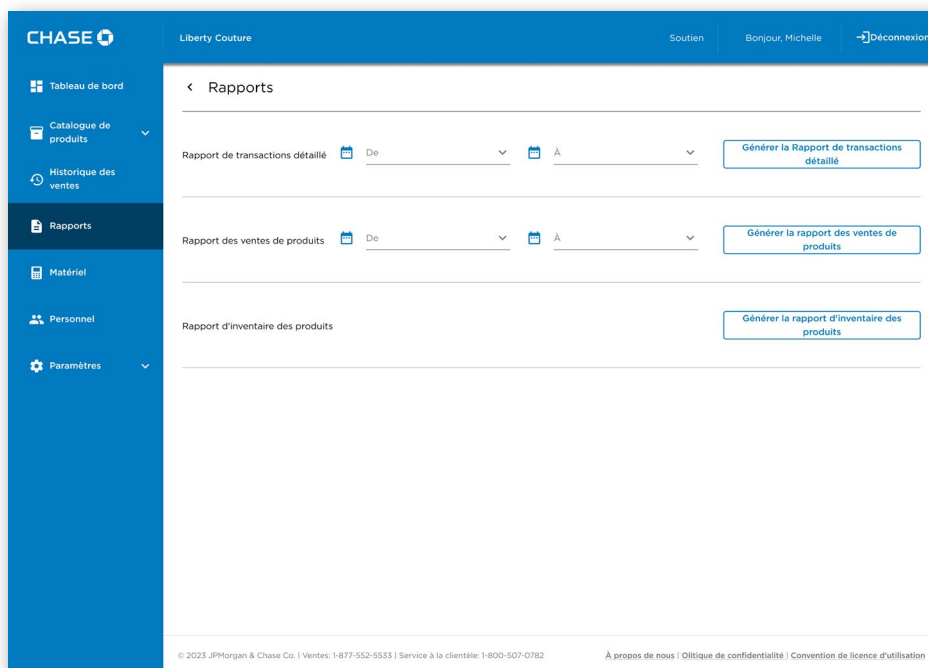 CHASE
Liberty Couture
Soutien
Bonjour, Michelle
Déconnexion
Tableau de bord
Catalogue de
produits
Historique des
ventes
Rapports
Matériel
Personnel
Paramètres
Rapports
Rapport de transactions détaillé
De
À
Générer la Rapport de transactions
détaillé
Rapport des ventes de produits
De
À
Générer la rapport des ventes de
produits
Rapport d'inventaire des produits
Générer la rapport d'inventaire des
produits
© 2023 JPMorgan & Chase Co. | Ventes: 1-877-552-5533 | Service à la clientèle: 1-800-507-0782
À propos de nous | Olitique de confidentialité | Convention de licence d'utilisation